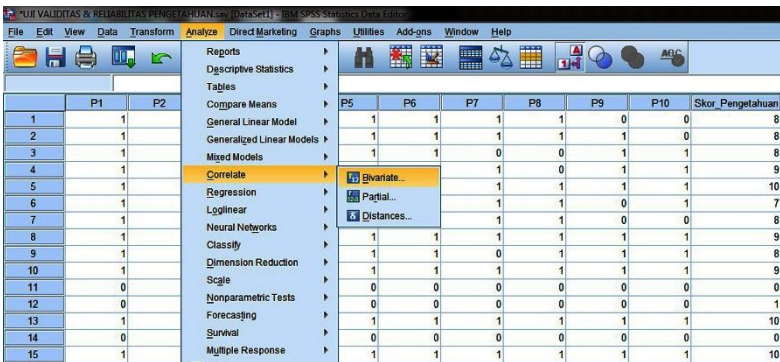 *UJI VALIDITAS & RELIABILITAS PENGETAHUAN.sav [DataSet1] - IBM SPSS Statistics Data Editor
File Edit View Data Transform Analyze Direct Marketing Graphs Utilities Add-ons Window Help
Reports
Descriptive Statistics
Tables
Compare Means
General Linear Model
Generalized Linear Models
Mixed Models
Correlate
Regression
Loglinear
Neural Networks
Classify
Dimension Reduction
Scale
Nonparametric Tests
Forecasting
Survival
Multiple Response
Bivariate...
Partial...
Distances...
P1 P2 P5 P6 P7 P8 P9 P10 Skor_Pengetahuan
1 1 1 1 1 1 0 0 8
2 1 1 1 1 1 1 0 8
3 1 1 1 0 0 1 1 8
4 1 1 0 1 1 9
5 1 1 1 1 1 10
6 1 1 1 0 1 7
7 1 1 1 0 0 8
8 1 1 1 1 1 1 1 9
9 1 1 1 0 1 1 1 8
10 1 1 1 1 1 1 1 9
11 0 0 0 0 0 0 0 0
12 0 0 0 0 0 0 0 1
13 1 1 1 1 1 1 1 10
14 0 0 0 0 0 0 0 0
15 1 1 1 1 1 1 1 10